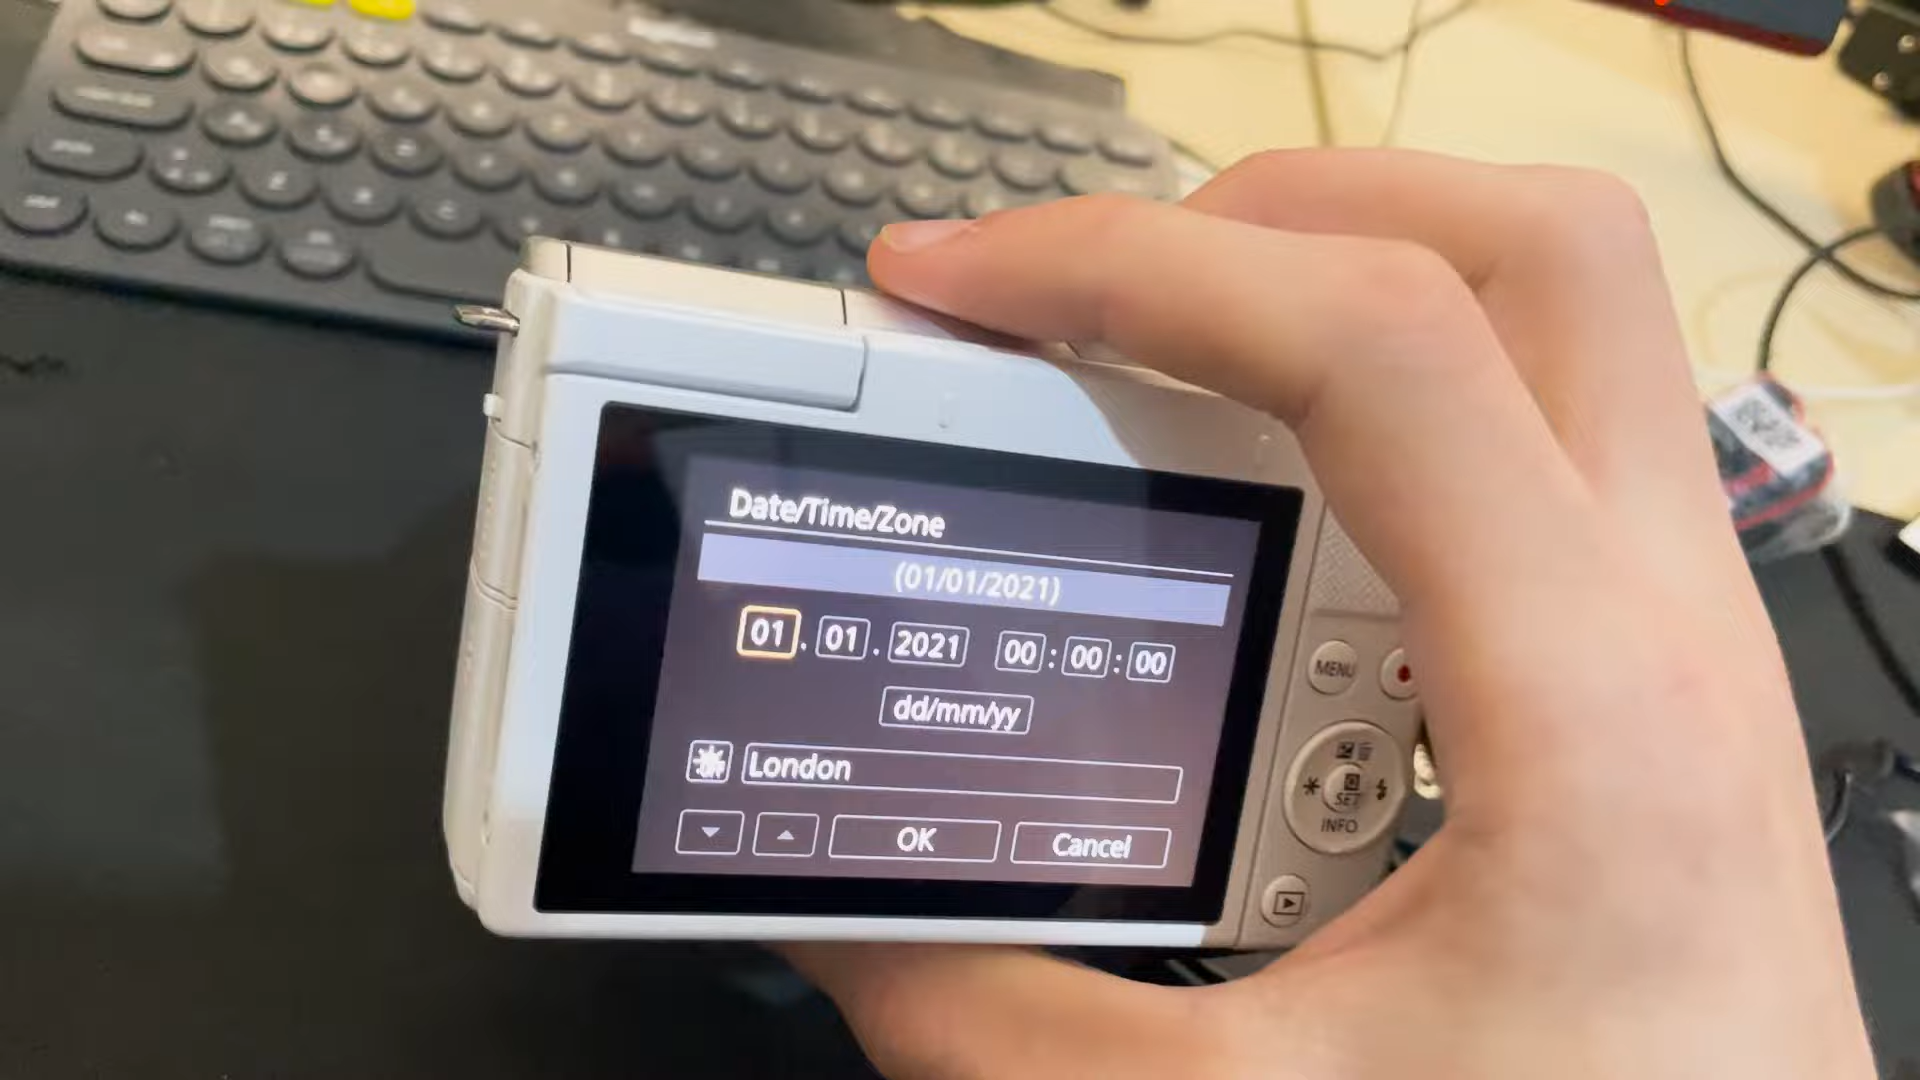 Date/Time/Zone
(01/01/2021)
01 . 01 . 2021 00 : 00 : 00
dd/mm/yy
OFF London
OK Cancel
MENU
SET
INFO